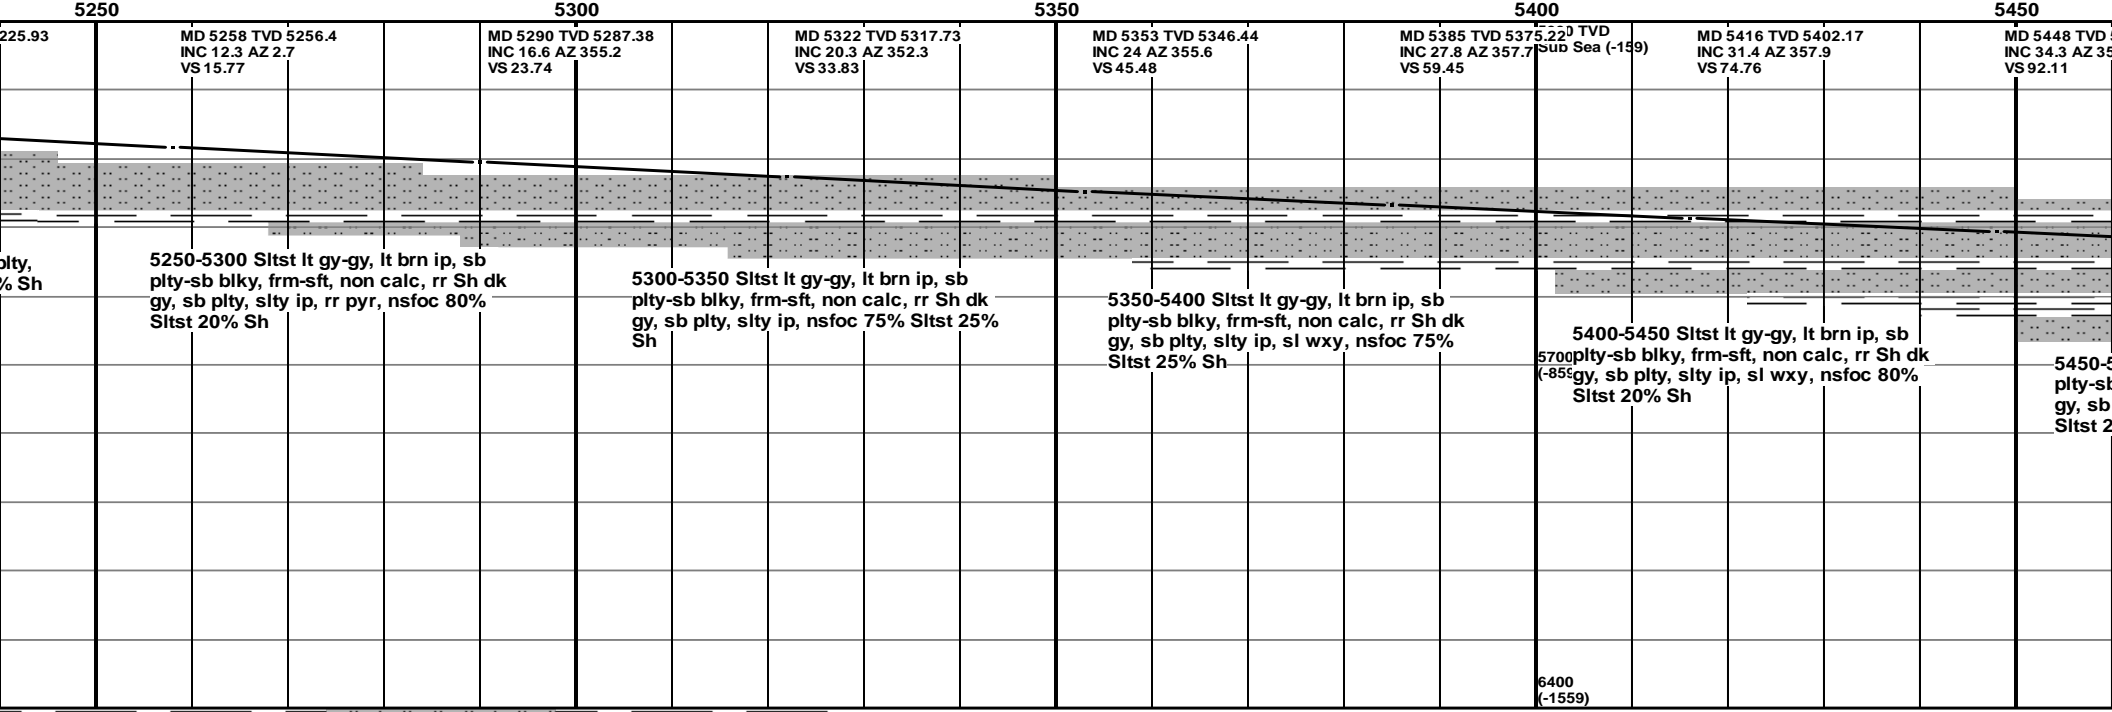 5250
5300
5350
5400
5450
225.93
MD 5258 TVD 5256.4
INC 12.3 AZ 2.7
VS 15.77
MD 5290 TVD 5287.38
INC 16.6 AZ 355.2
VS 23.74
MD 5322 TVD 5317.73
INC 20.3 AZ 352.3
VS 33.83
MD 5353 TVD 5346.44
INC 24 AZ 355.6
VS 45.48
MD 5385 TVD 5375.22
INC 27.8 AZ 357.7
VS 59.45
TVD
Sub Sea (-159)
MD 5416 TVD 5402.17
INC 31.4 AZ 357.9
VS 74.76
MD 5448 TVD
INC 34.3 AZ 35
VS 92.11
plty,
% Sh
5250-5300 Sltst lt gy-gy, lt brn ip, sb
plty-sb blky, frm-sft, non calc, rr Sh dk
gy, sb plty, slty ip, rr pyr, nsfoc 80%
Sltst 20% Sh
5300-5350 Sltst lt gy-gy, lt brn ip, sb
plty-sb blky, frm-sft, non calc, rr Sh dk
gy, sb plty, slty ip, nsfoc 75% Sltst 25%
Sh
5350-5400 Sltst lt gy-gy, lt brn ip, sb
plty-sb blky, frm-sft, non calc, rr Sh dk
gy, sb plty, slty ip, sl wxy, nsfoc 75%
Sltst 25% Sh
5400-5450 Sltst lt gy-gy, lt brn ip, sb
plty-sb blky, frm-sft, non calc, rr Sh dk
gy, sb plty, slty ip, sl wxy, nsfoc 80%
Sltst 20% Sh
5700
(-859
5450-5
plty-sb
gy, sb
Sltst 2
6400
(-1559)